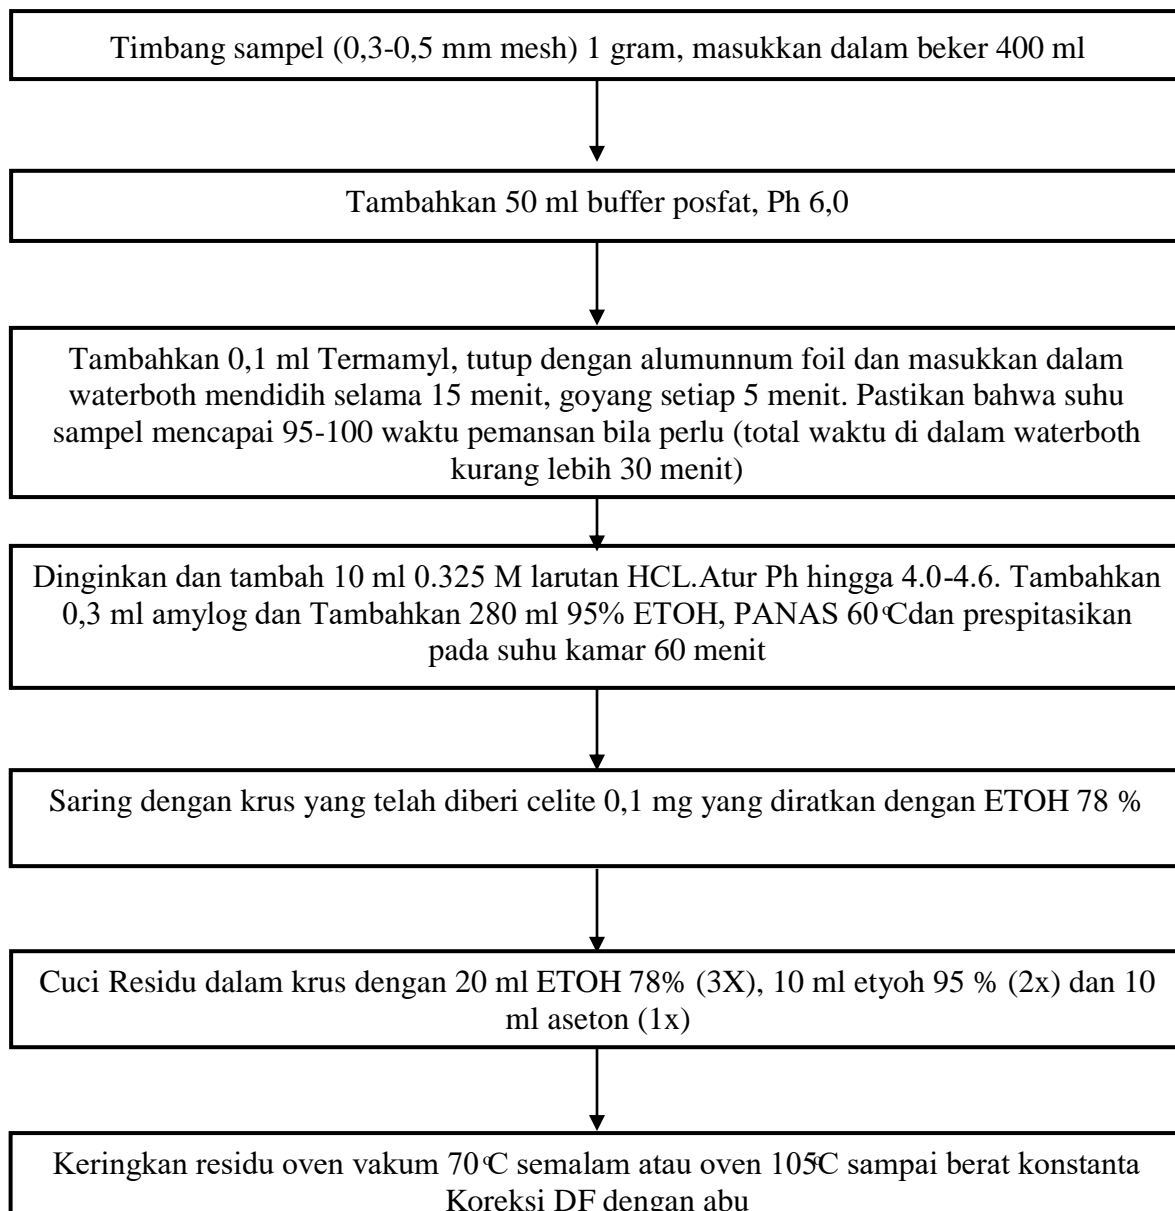 Timbang sampel (0,3-0,5 mm mesh) 1 gram, masukkan dalam beker 400 ml
Tambahkan 50 ml buffer posfat, Ph 6,0
Tambahkan 0,1 ml Termamyl, tutup dengan alumunnum foil dan masukkan dalam
waterboth mendidih selama 15 menit, goyang setiap 5 menit. Pastikan bahwa suhu
sampel mencapai 95-100 waktu pemansan bila perlu (total waktu di dalam waterboth
kurang lebih 30 menit)
Dinginkan dan tambah 10 ml 0.325 M larutan HCL.Atur Ph hingga 4.0-4.6. Tambahkan
0,3 ml amylog dan Tambahkan 280 ml 95% ETOH, PANAS 60°Cdan prespitasikan
pada suhu kamar 60 menit
Saring dengan krus yang telah diberi celite 0,1 mg yang diratkan dengan ETOH 78 %
Cuci Residu dalam krus dengan 20 ml ETOH 78% (3X), 10 ml etyoh 95 % (2x) dan 10
ml aseton (1x)
Keringkan residu oven vakum 70°C semalam atau oven 105°C sampai berat konstanta
Koreksi DF dengan abu